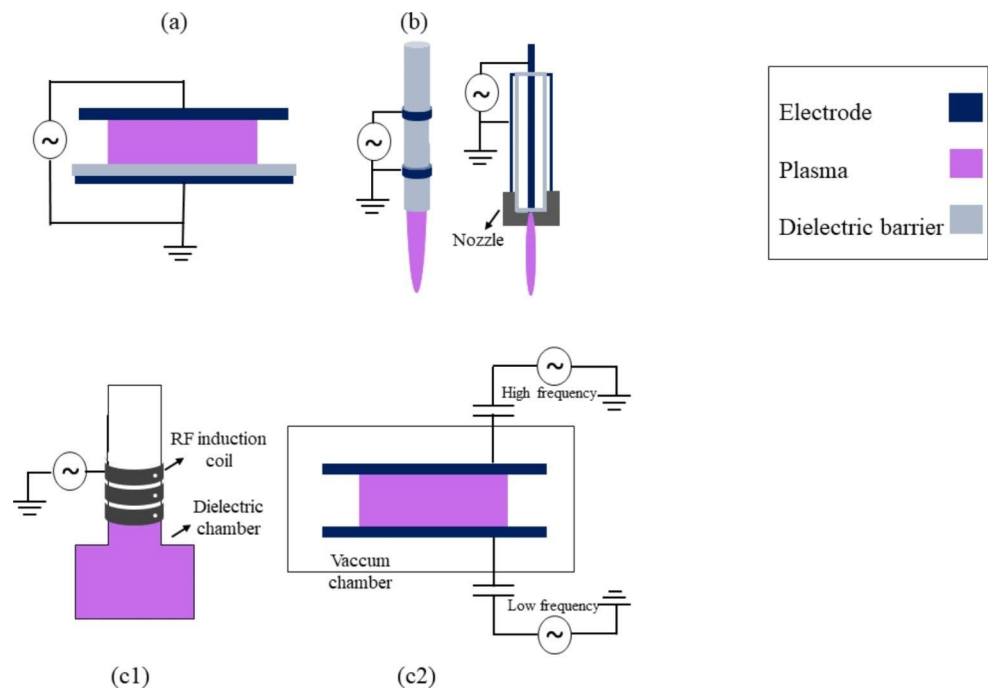 (a)
(b)
Electrode
Plasma
Dielectric barrier
~
~
~
Nozzle
High frequency
~
RF induction
coil
~
Dielectric
chamber
Vaccum
chamber
Low frequency
~
(c1)
(c2)